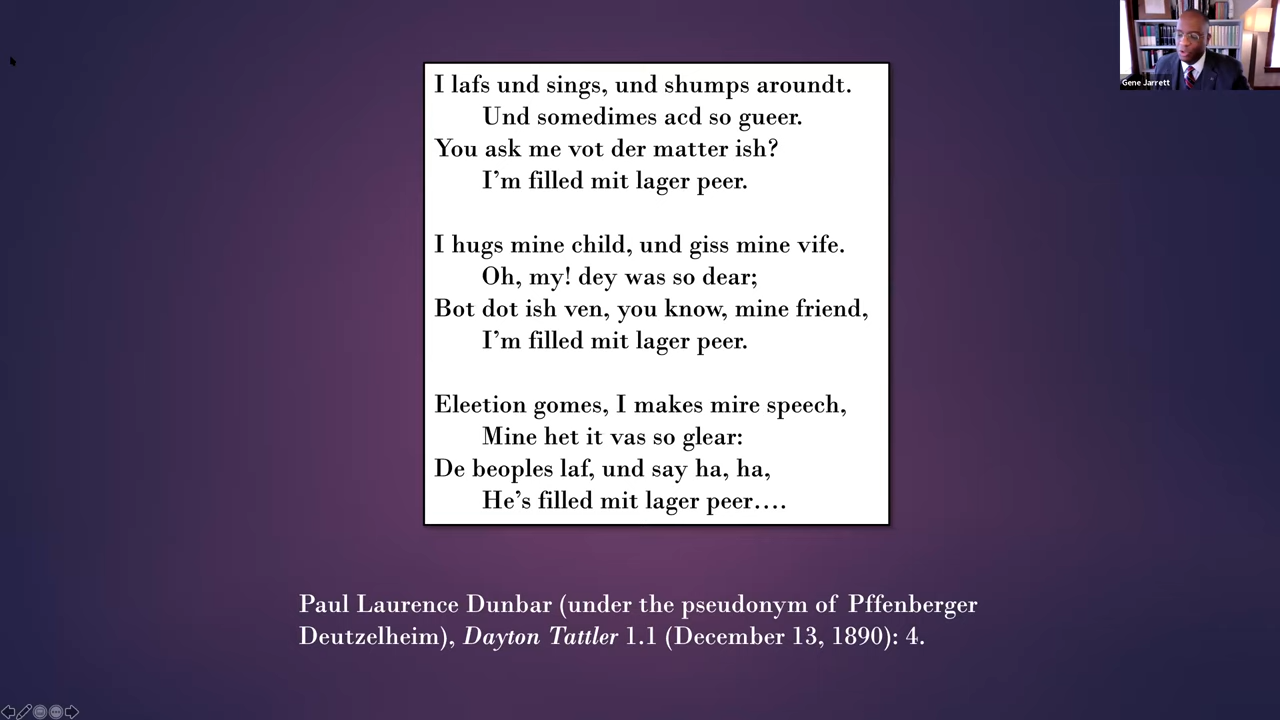 I lafs und sings, und shumps aroundt.
Und somedimes acd so gueer.
You ask me vot der matter ish?
I'm filled mit lager peer.
I hugs mine child, und giss mine vife.
Oh, my! dey was so dear;
Bot dot ish ven, you know, mine friend,
I'm filled mit lager peer.
Eleetion gomes, I makes mire speech,
Mine het it vas so glear:
De beoples laf, und say ha, ha,
He's filled mit lager peer....
Paul Laurence Dunbar (under the pseudonym of Pffenberger
Deutzelheim), Dayton Tattler 1.1 (December 13, 1890): 4.
Gene Jarrett